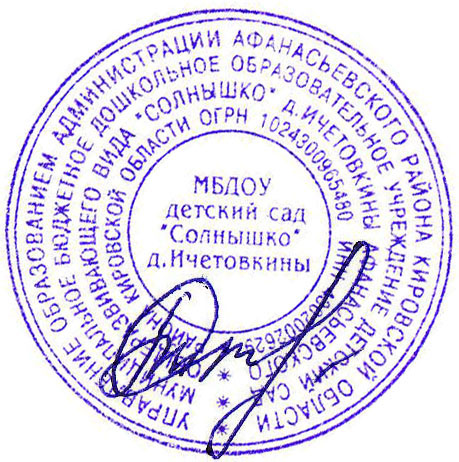 УПРАВЛЕНИЕ ОБРАЗОВАНИЕМ АДМИНИСТРАЦИИ АФАНАСЬЕВСКОГО РАЙОНА КИРОВСКОЙ ОБЛАСТИ
МУНИЦИПАЛЬНОЕ БЮДЖЕТНОЕ ДОШКОЛЬНОЕ ОБРАЗОВАТЕЛЬНОЕ УЧРЕЖДЕНИЕ ДЕТСКИЙ САД
ВИДА "СОЛНЫШКО" Д.ИЧЕТОВКИНЫ АФАНАСЬЕВСКОГО
КИРОВСКОЙ ОБЛАСТИ ОГРН 1024300965480 ИНН
МБДОУ
детский сад
"Солнышко"
д.Ичетовкины